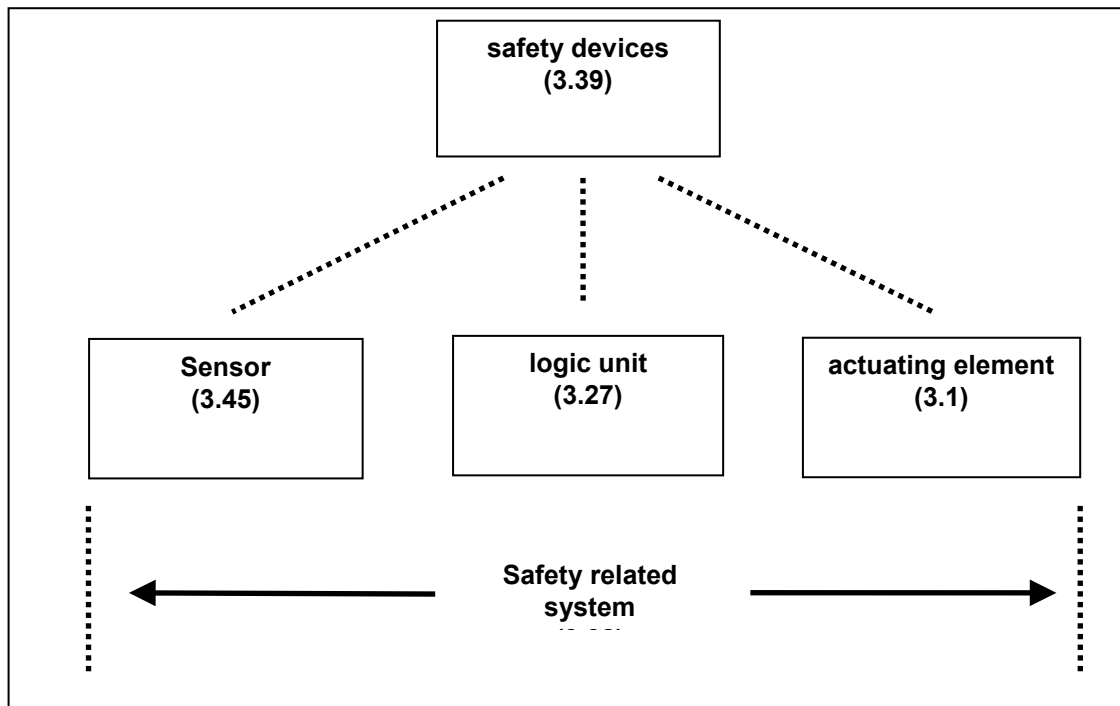 safety devices
(3.39)
Sensor
(3.45)
logic unit
(3.27)
actuating element
(3.1)
Safety related
system